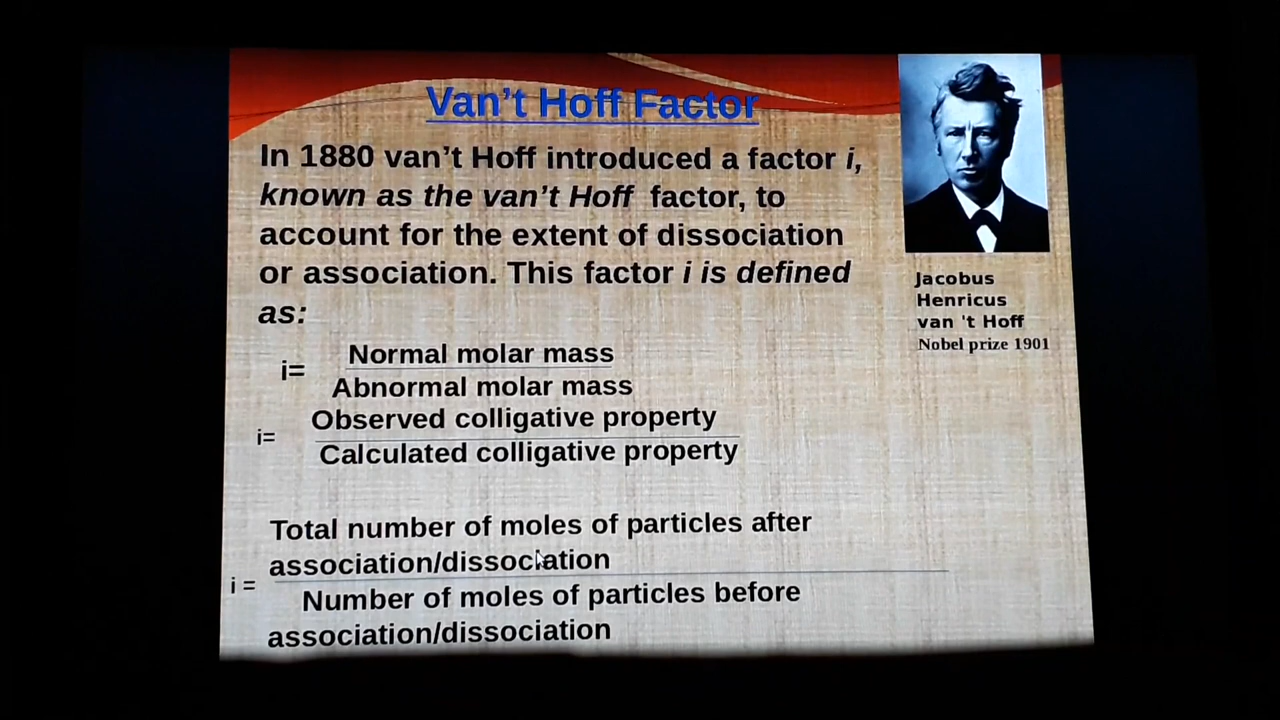 Van't Hoff Factor
In 1880 van't Hoff introduced a factor i,
known as the van't Hoff factor, to
account for the extent of dissociation
or association. This factor i is defined
as:
i= Normal molar mass
Abnormal molar mass
i= Observed colligative property
Calculated colligative property
Total number of moles of particles after
association/dissociation
i =
Number of moles of particles before
association/dissociation
Jacobus
Henricus
van 't Hoff
Nobel prize 1901